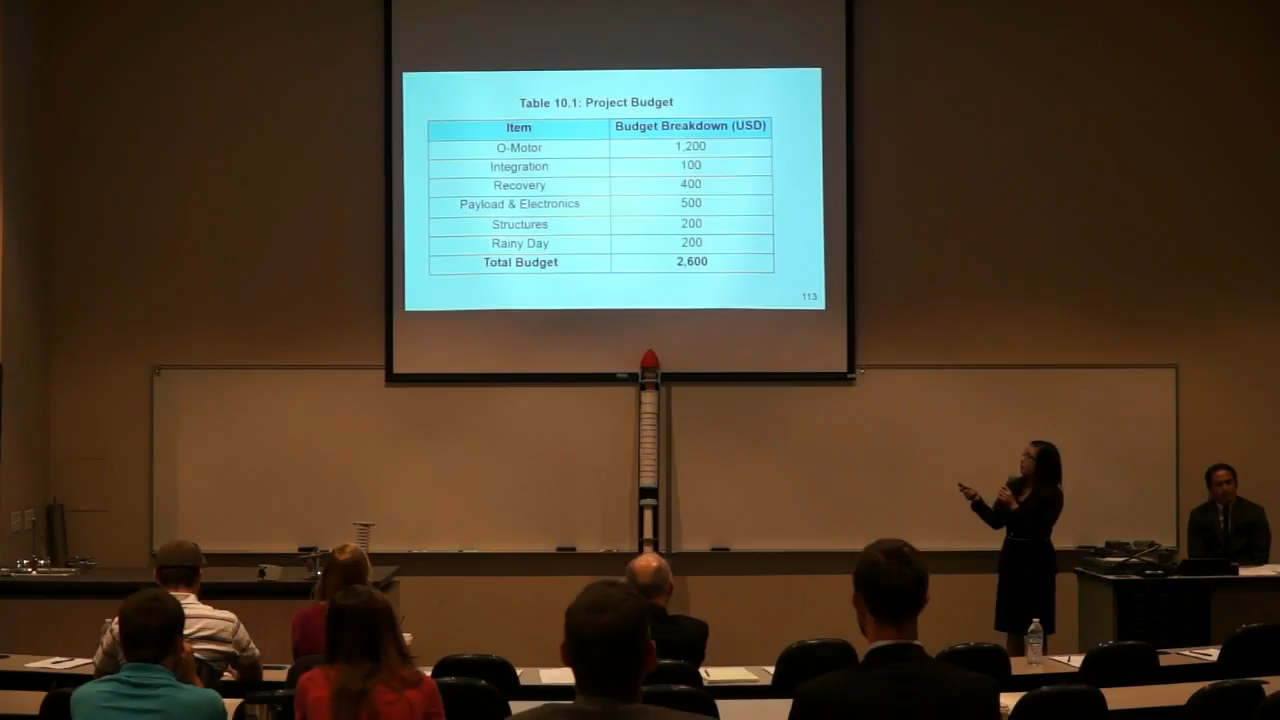 Table 10.1: Project Budget
Item Budget Breakdown (USD)
O-Motor 1,200
Integration 100
Recovery 400
Payload & Electronics 500
Structures 200
Rainy Day 200
Total Budget 2,600
113